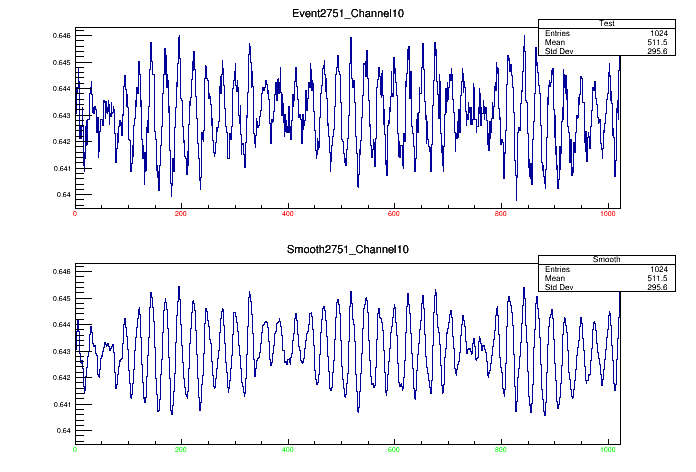 Event2751_Channel10
Test
Entries 1024
Mean 511.5
Std Dev 295.6
0.646
0.645
0.644
0.643
0.642
0.641
0.64
0 200 400 600 800 1000
Smooth2751_Channel10
Smooth
Entries 1024
Mean 511.5
Std Dev 295.6
0.646
0.645
0.644
0.643
0.642
0.641
0.64
0 200 400 600 800 1000